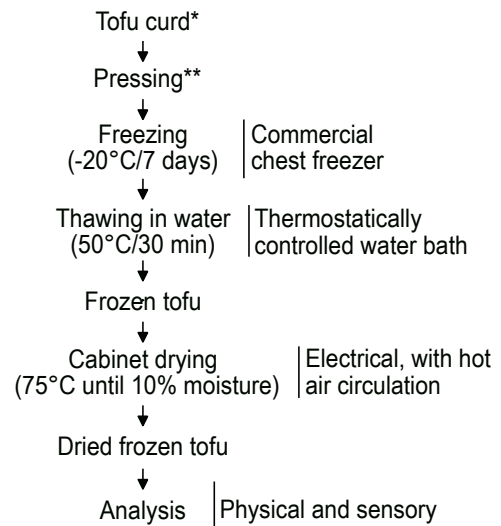 Tofu curd*
Pressing**
Freezing
(-20°C/7 days)
Commercial
chest freezer
Thawing in water
(50°C/30 min)
Thermostatically
controlled water bath
Frozen tofu
Cabinet drying
(75°C until 10% moisture)
Electrical, with hot
air circulation
Dried frozen tofu
Analysis
Physical and sensory